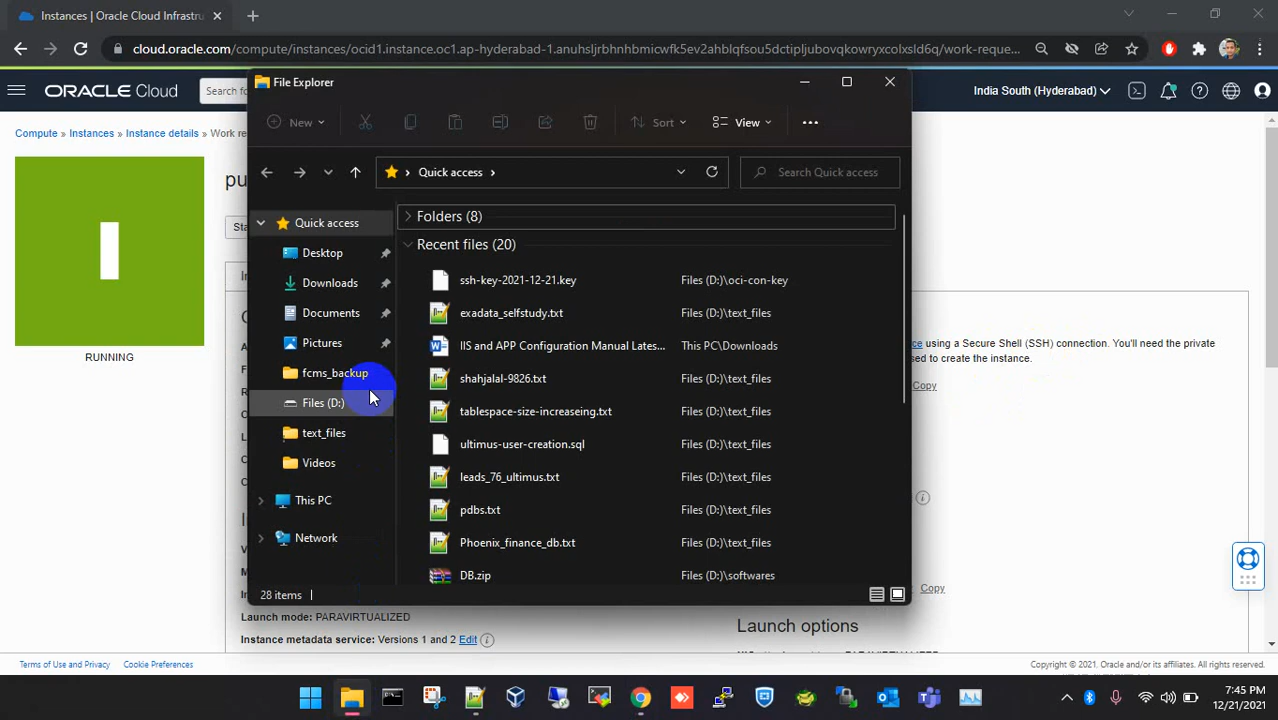 Instances | Oracle Cloud Infrastru
cloud.oracle.com/compute/instances/ocid1.instance.oc1.ap-hyderabad-1.anuhsljrbhnhbmicwfk5ev2ahblqfsou5dctipljubovqkowryxcolxsld6q/work-reque...
ORACLE Cloud
Search fo
India South (Hyderabad)
Compute » Instances » Instance details » Work re
RUNNING
pu
Sta
File Explorer
New
Sort
View
Quick access
Search Quick access
Quick access
Desktop
Downloads
Documents
Pictures
fcms_backup
Files (D:)
text_files
Videos
This PC
Network
Folders (8)
Recent files (20)
ssh-key-2021-12-21.key Files (D:)\oci-con-key
exadata_selfstudy.txt Files (D:)\text_files
IIS and APP Configuration Manual Lates... This PC\Downloads
shahjalal-9826.txt Files (D:)\text_files
tablespace-size-increaseing.txt Files (D:)\text_files
ultimus-user-creation.sql Files (D:)\text_files
leads_76_ultimus.txt Files (D:)\text_files
pdbs.txt Files (D:)\text_files
Phoenix_finance_db.txt Files (D:)\text_files
DB.zip Files (D:)\softwares
28 items
ce using a Secure Shell (SSH) connection. You'll need the private
sed to create the instance.
Copy
Copy
Launch mode: PARAVIRTUALIZED
Instance metadata service: Versions 1 and 2 Edit
Launch options
Terms of Use and Privacy Cookie Preferences
Copyright © 2021. Oracle and/or its affiliates. All rights reserved.
7:45 PM
12/21/2021